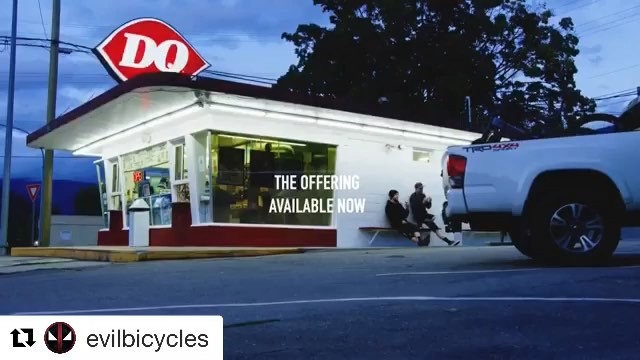 DQ
THE OFFERING
AVAILABLE NOW
TRD 4x4
evilbicycles